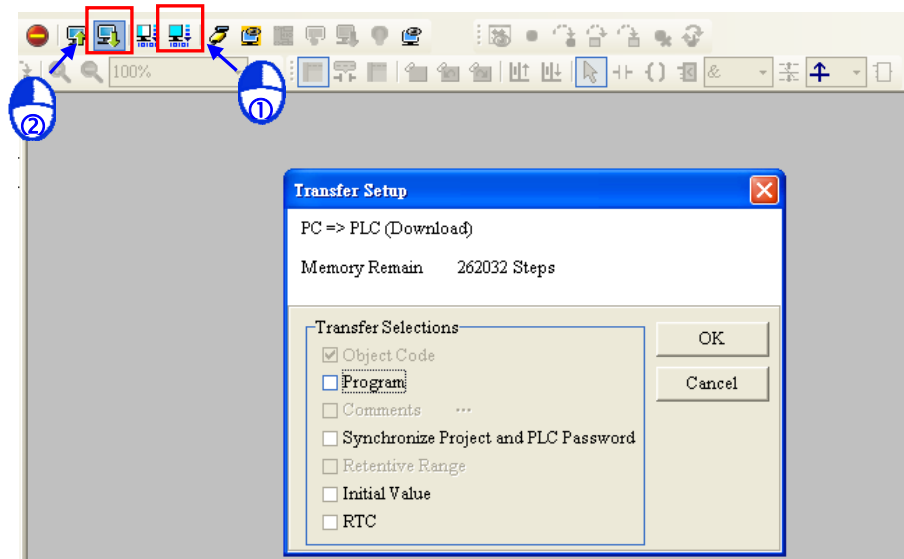 100%
&
①
②
Transfer Setup
PC => PLC (Download)
Memory Remain 262032 Steps
Transfer Selections
Object Code
Program
Comments ...
Synchronize Project and PLC Password
Retentive Range
Initial Value
RTC
OK
Cancel